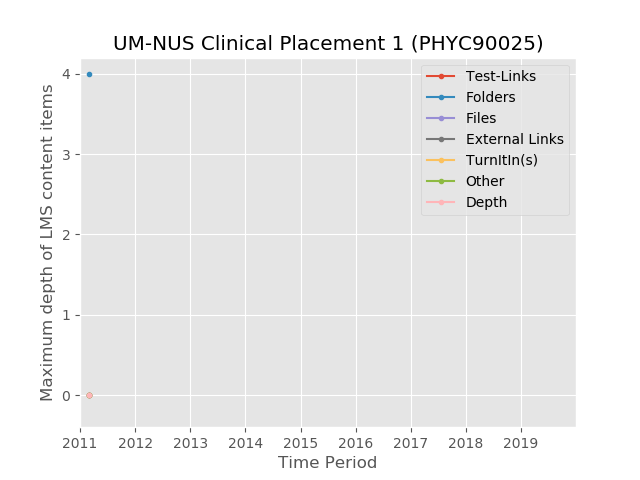 UM-NUS Clinical Placement 1 (PHYC90025)
Maximum depth of LMS content items
4
3
2
1
0
Test-Links
Folders
Files
External Links
TurnItIn(s)
Other
Depth
2011 2012 2013 2014 2015 2016 2017 2018 2019
Time Period